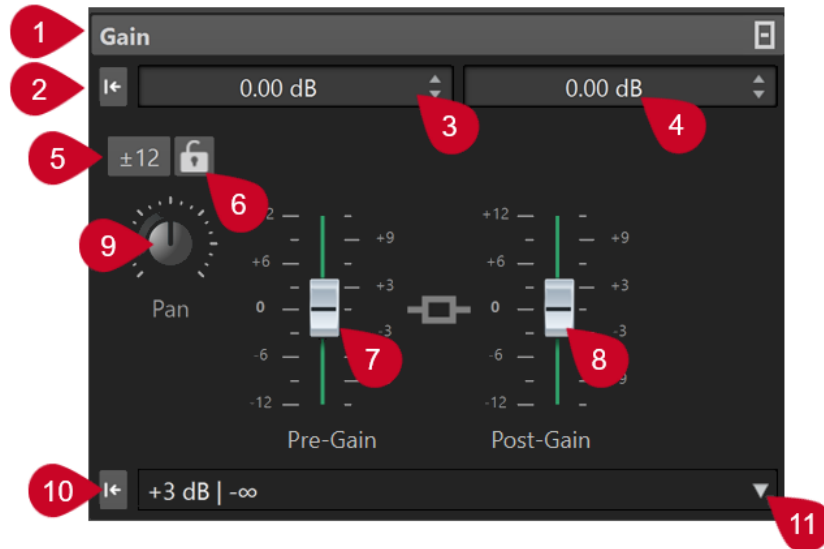 1 Gain
2 0.00 dB 0.00 dB
3 4
5 ±12
6
9
+12
+9 +9
+6 +6
+3 +3
Pan 0 0
-3 -3
7 8
-6 -6
-12 -12
Pre-Gain Post-Gain
10 +3 dB | -∞
11